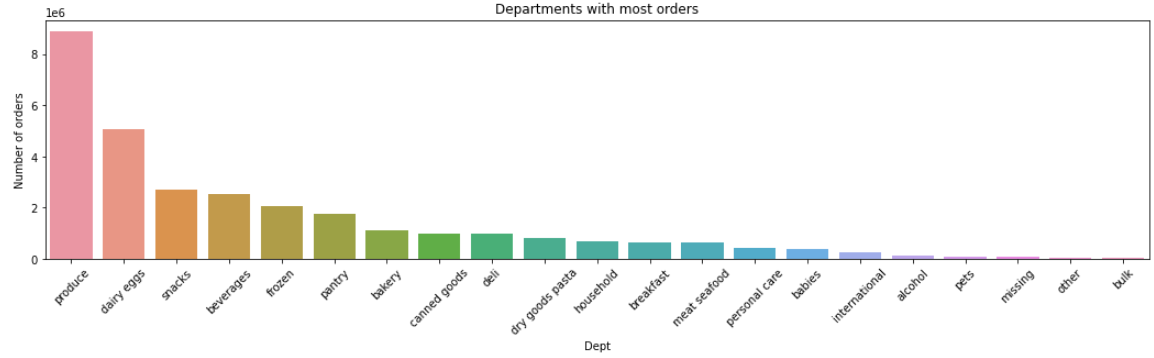 Departments with most orders
1e6
8
6
4
2
0
Number of orders
produce
dairy eggs
snacks
beverages
frozen
pantry
bakery
canned goods
deli
dry goods pasta
household
breakfast
meat seafood
personal care
babies
international
alcohol
pets
missing
other
bulk
Dept